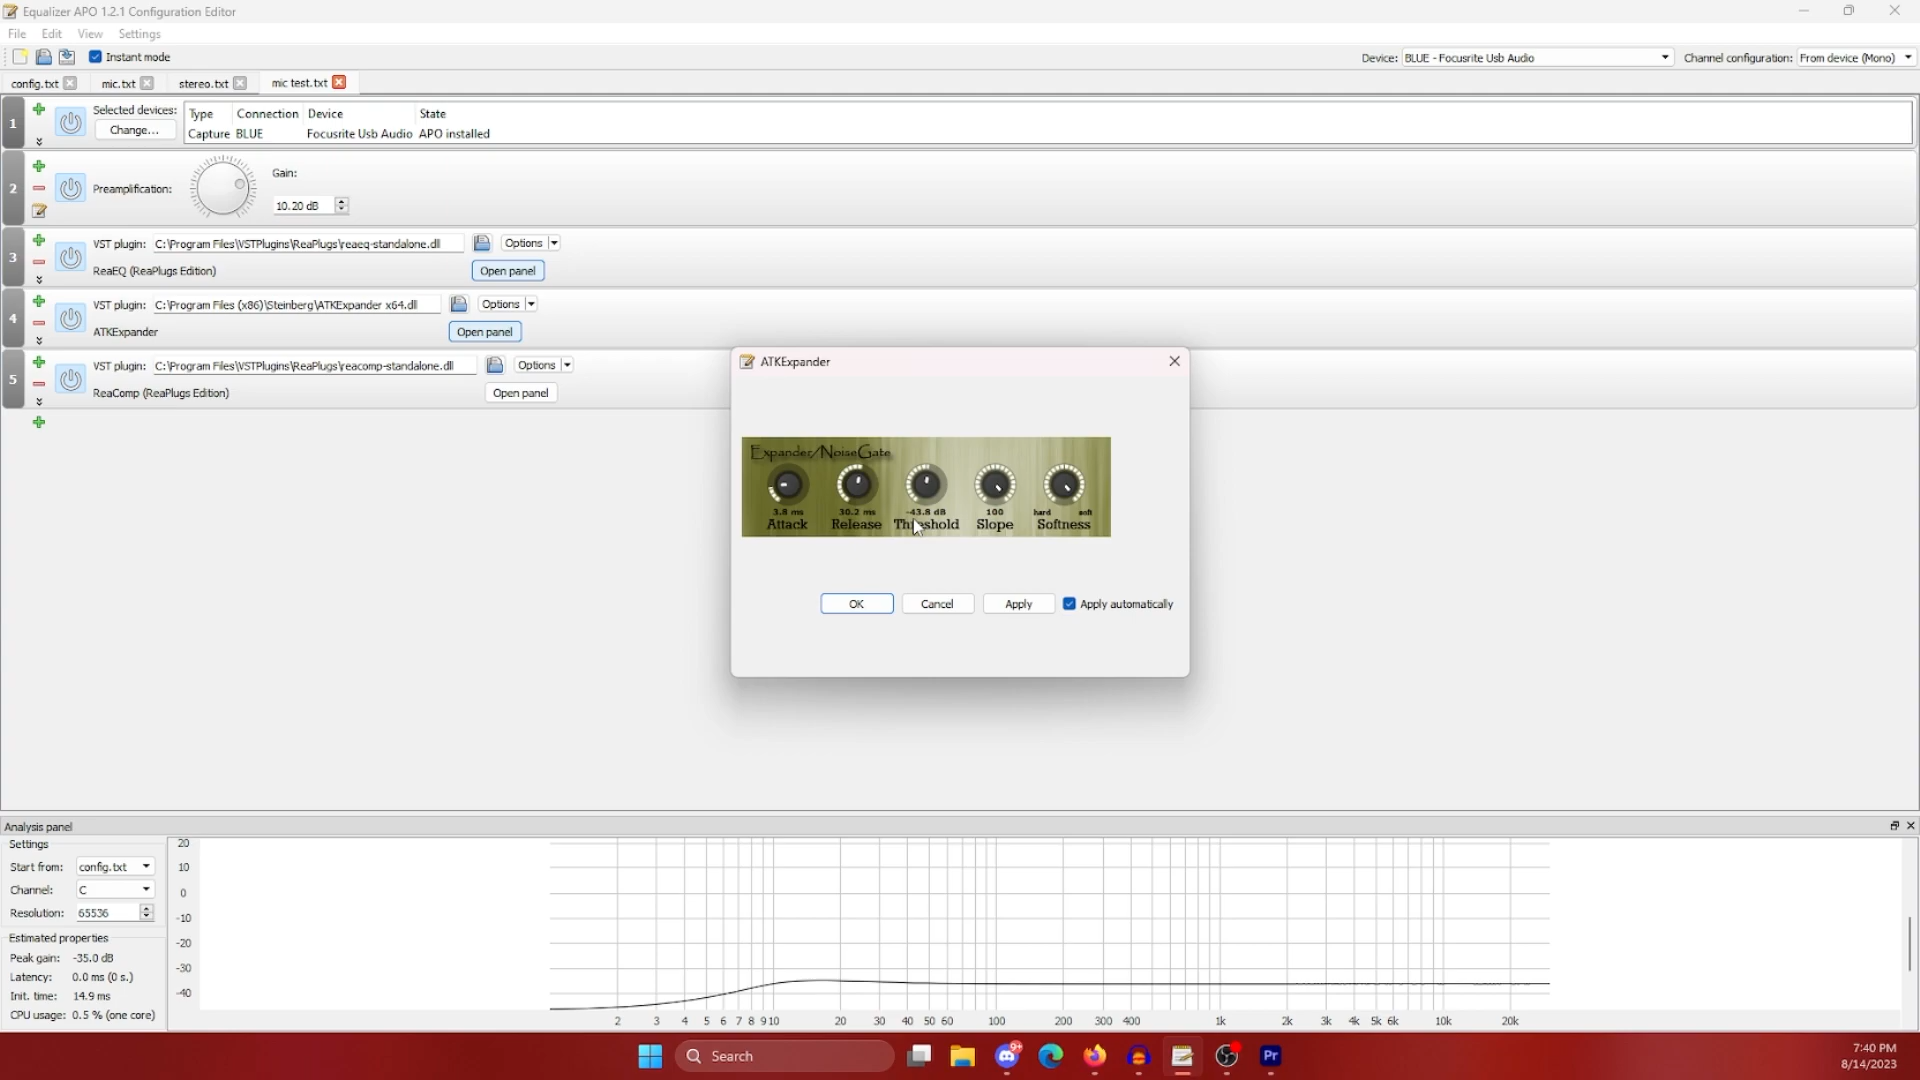 Equalizer APO 1.2.1 Configuration Editor
File Edit View Settings
Instant mode Device: BLUE - Focusrite Usb Audio Channel configuration: From device (Mono)
config.txt mic.txt stereo.txt mic test.txt
1 Selected devices: Change...
Type Connection Device State
Capture BLUE Focusrite Usb Audio APO installed
2 Preamplification: Gain:
10.20 dB
3 VST plugin: C:\Program Files\VSTPlugins\ReaPlugs\reaeq-standalone.dll Options
ReaEQ (ReaPlugs Edition) Open panel
4 VST plugin: C:\Program Files (x86)\Steinberg\ATKExpander x64.dll Options
ATKExpander Open panel
5 VST plugin: C:\Program Files\VSTPlugins\ReaPlugs\reacomp-standalone.dll Options
ReaComp (ReaPlugs Edition) Open panel
ATKExpander
Expander/NoiseGate
3.8 ms 30.2 ms -43.8 dB 100 hard soft
Attack Release Threshold Slope Softness
OK Cancel Apply Apply automatically
Analysis panel
Settings
Start from: config.txt
Channel: C
Resolution: 65536
Estimated properties
Peak gain: -35.0 dB
Latency: 0.0 ms (0 s.)
Init. time: 14.9 ms
CPU usage: 0.5 % (one core)
20
10
0
-10
-20
-30
-40
2 3 4 5 6 7 8 9 10 20 30 40 50 60 100 200 300 400 1k 2k 3k 4k 5k 6k 10k 20k
Search 9+ Pr
7:40 PM
8/14/2023